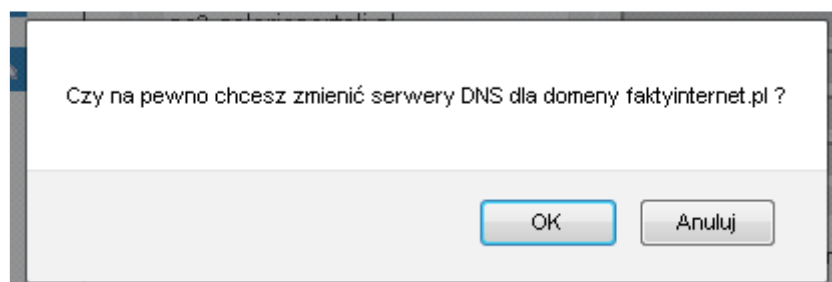 Czy na pewno chcesz zmienić serwery DNS dla domeny faktyinternet.pl ?
OK
Anuluj